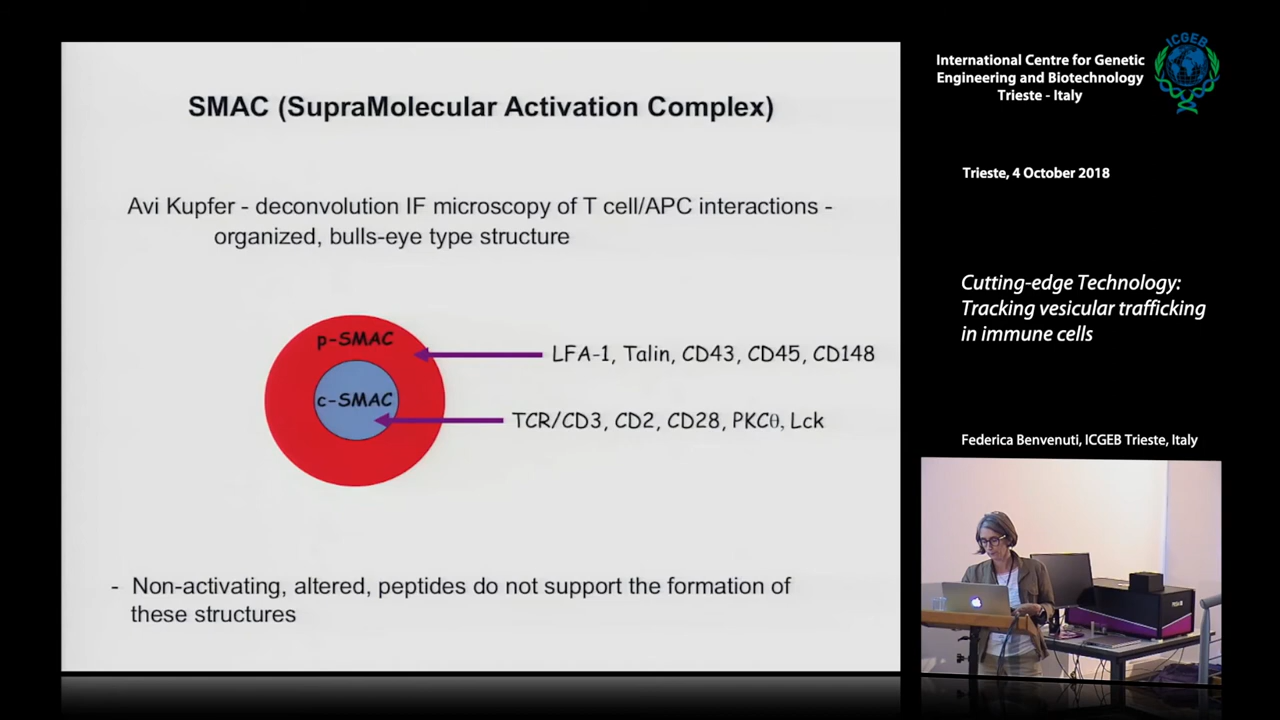 SMAC (SupraMolecular Activation Complex)
Avi Kupfer - deconvolution IF microscopy of T cell/APC interactions -
organized, bulls-eye type structure
p-SMAC
LFA-1, Talin, CD43, CD45, CD148
c-SMAC
TCR/CD3, CD2, CD28, PKCθ, Lck
- Non-activating, altered, peptides do not support the formation of
these structures
International Centre for Genetic
Engineering and Biotechnology
Trieste - Italy
ICGEB
Trieste, 4 October 2018
Cutting-edge Technology:
Tracking vesicular trafficking
in immune cells
Federica Benvenuti, ICGEB Trieste, Italy